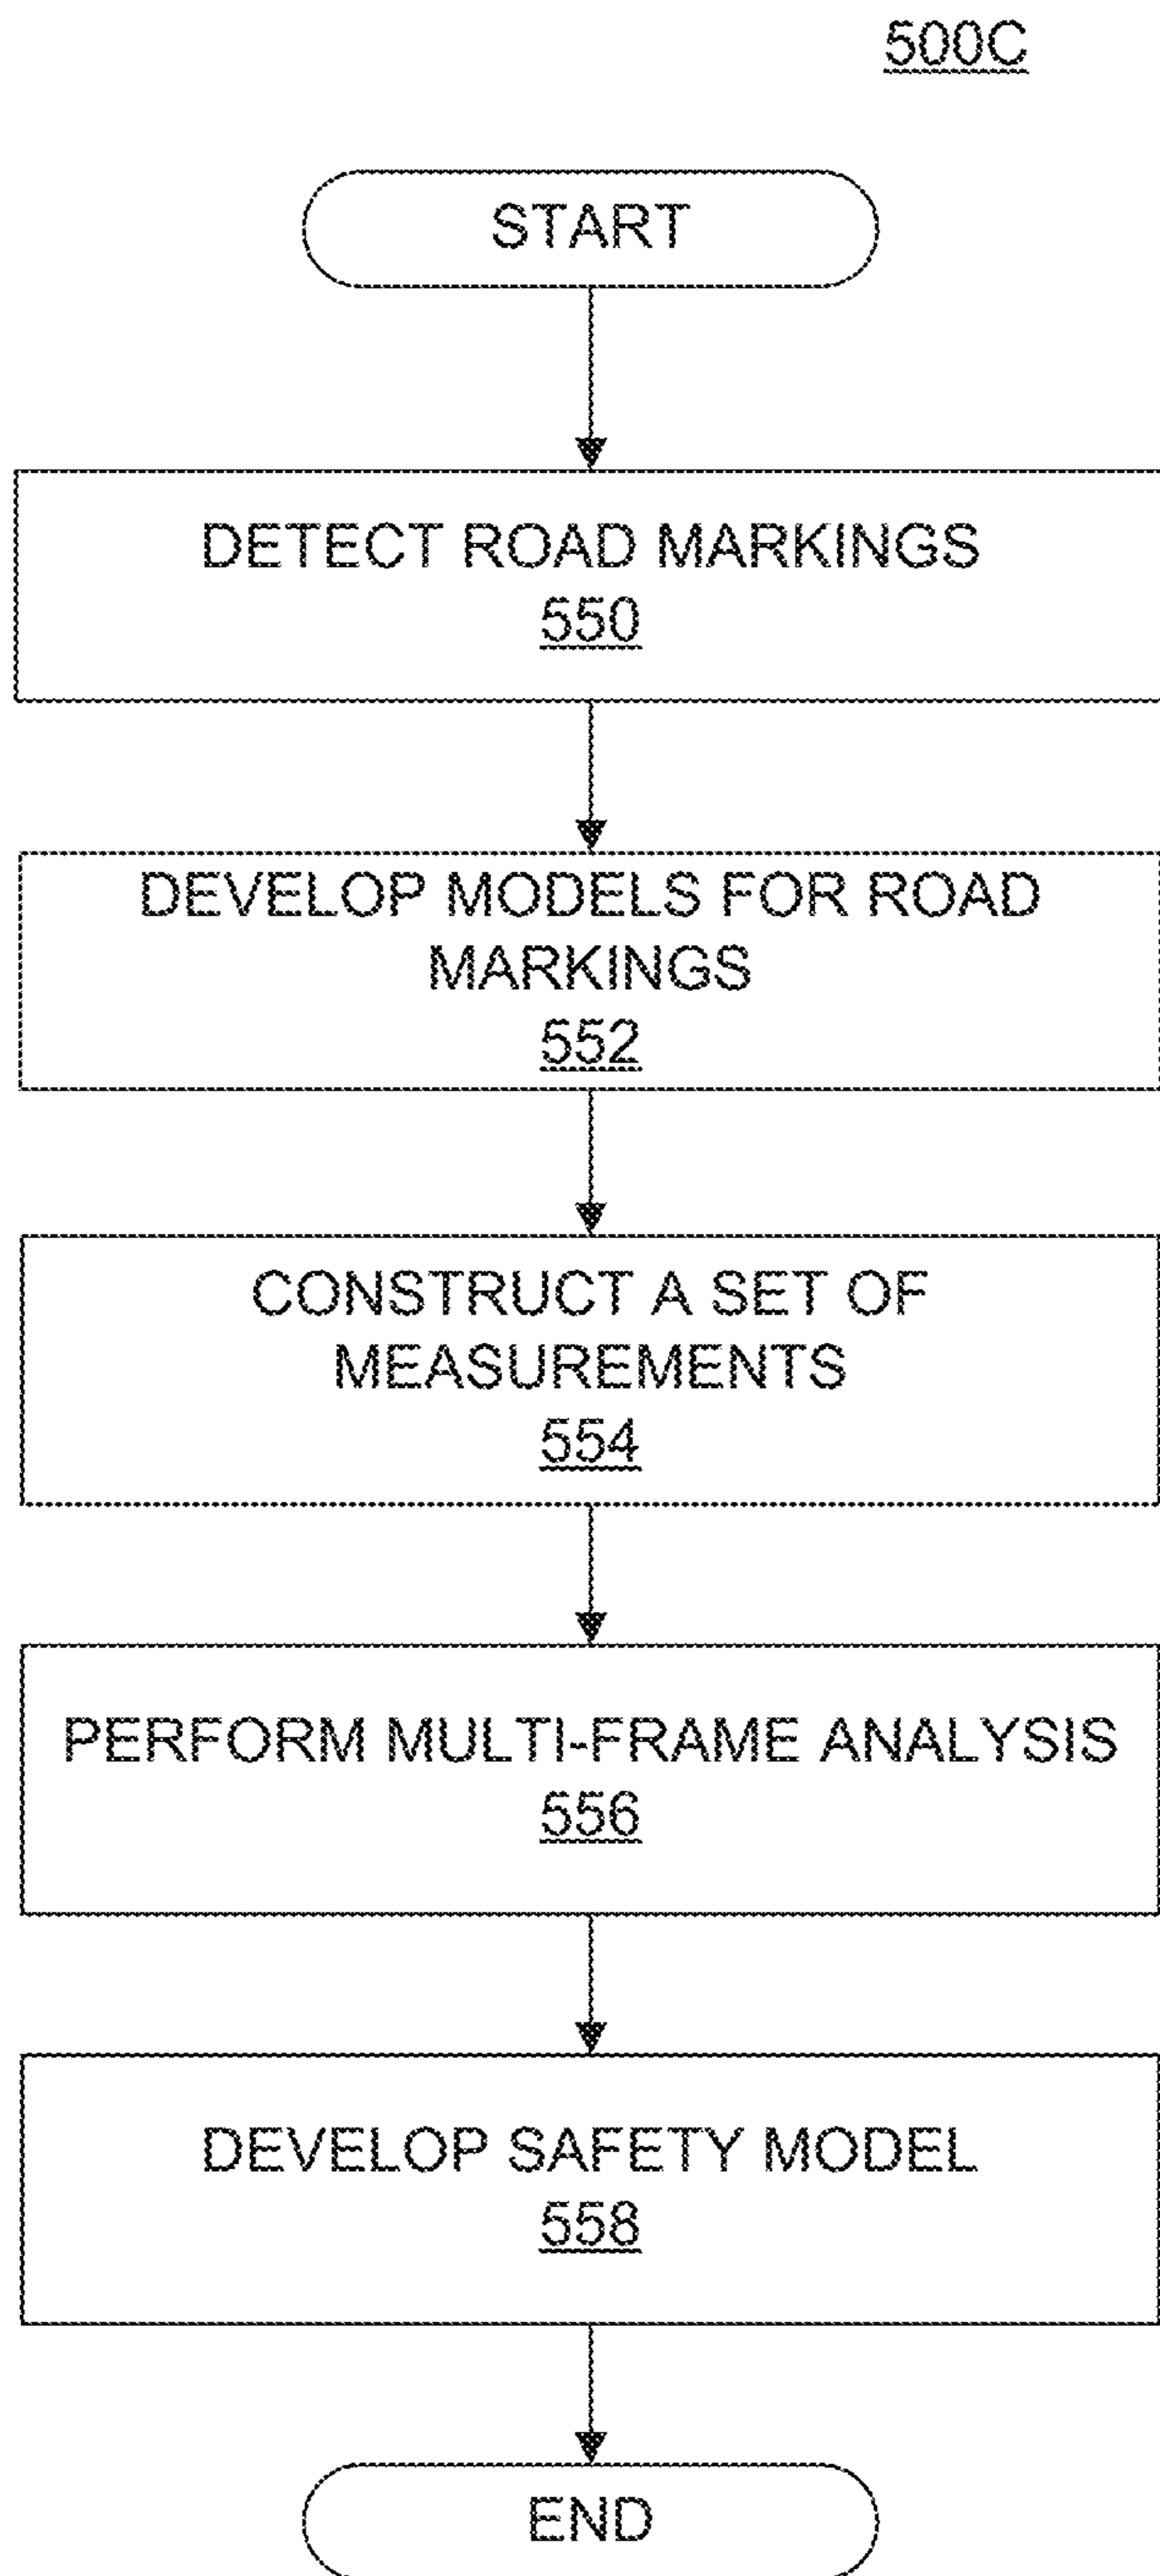 500C
START
DETECT ROAD MARKINGS
550
DEVELOP MODELS FOR ROAD
MARKINGS
552
CONSTRUCT A SET OF
MEASUREMENTS
554
PERFORM MULTI-FRAME ANALYSIS
556
DEVELOP SAFETY MODEL
558
END